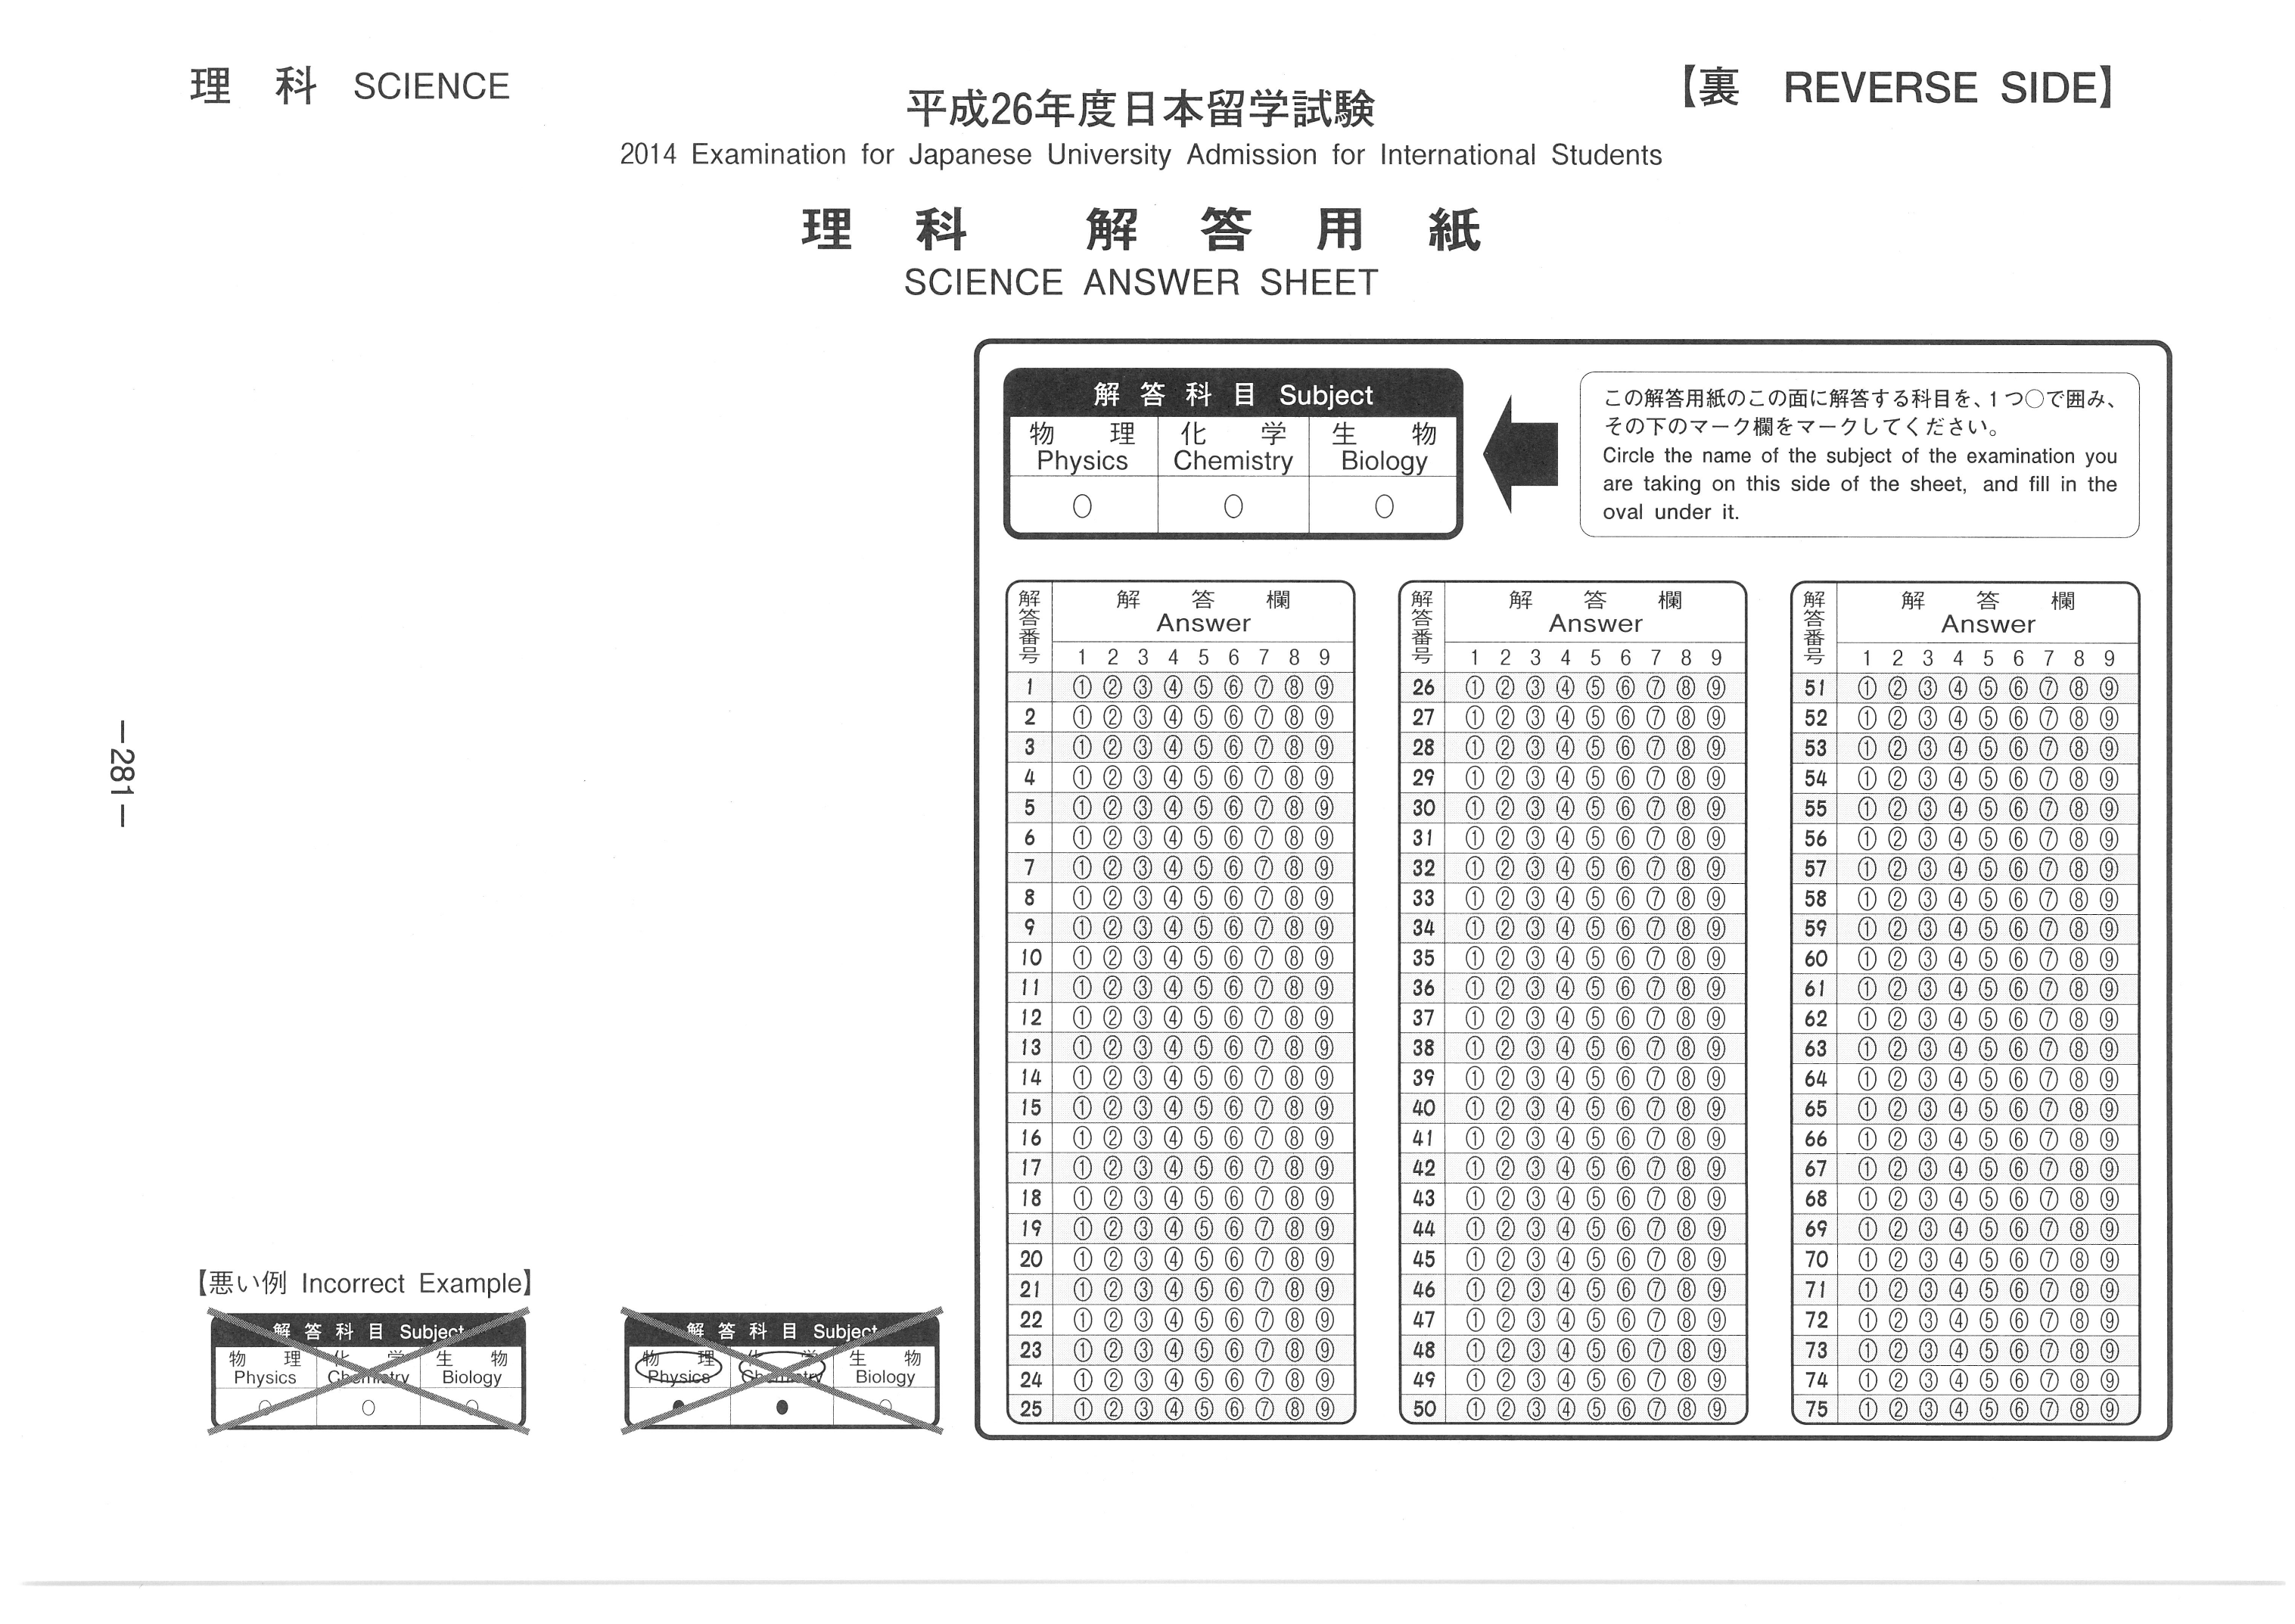 理 科 SCIENCE
【裏 REVERSE SIDE】
平成26年度日本留学試験
2014 Examination for Japanese University Admission for International Students
理 科 解 答 用 紙
SCIENCE ANSWER SHEET
解 答 科 目 Subject
物 理 化 学 生 物
Physics Chemistry Biology
この解答用紙のこの面に解答する科目を、1つ○で囲み、
その下のマーク欄をマークしてください。
Circle the name of the subject of the examination you
are taking on this side of the sheet, and fill in the
oval under it.
解答番号 解 答 欄
Answer
1 2 3 4 5 6 7 8 9
1 ① ② ③ ④ ⑤ ⑥ ⑦ ⑧ ⑨
2 ① ② ③ ④ ⑤ ⑥ ⑦ ⑧ ⑨
3 ① ② ③ ④ ⑤ ⑥ ⑦ ⑧ ⑨
4 ① ② ③ ④ ⑤ ⑥ ⑦ ⑧ ⑨
5 ① ② ③ ④ ⑤ ⑥ ⑦ ⑧ ⑨
6 ① ② ③ ④ ⑤ ⑥ ⑦ ⑧ ⑨
7 ① ② ③ ④ ⑤ ⑥ ⑦ ⑧ ⑨
8 ① ② ③ ④ ⑤ ⑥ ⑦ ⑧ ⑨
9 ① ② ③ ④ ⑤ ⑥ ⑦ ⑧ ⑨
10 ① ② ③ ④ ⑤ ⑥ ⑦ ⑧ ⑨
11 ① ② ③ ④ ⑤ ⑥ ⑦ ⑧ ⑨
12 ① ② ③ ④ ⑤ ⑥ ⑦ ⑧ ⑨
13 ① ② ③ ④ ⑤ ⑥ ⑦ ⑧ ⑨
14 ① ② ③ ④ ⑤ ⑥ ⑦ ⑧ ⑨
15 ① ② ③ ④ ⑤ ⑥ ⑦ ⑧ ⑨
16 ① ② ③ ④ ⑤ ⑥ ⑦ ⑧ ⑨
17 ① ② ③ ④ ⑤ ⑥ ⑦ ⑧ ⑨
18 ① ② ③ ④ ⑤ ⑥ ⑦ ⑧ ⑨
19 ① ② ③ ④ ⑤ ⑥ ⑦ ⑧ ⑨
20 ① ② ③ ④ ⑤ ⑥ ⑦ ⑧ ⑨
21 ① ② ③ ④ ⑤ ⑥ ⑦ ⑧ ⑨
22 ① ② ③ ④ ⑤ ⑥ ⑦ ⑧ ⑨
23 ① ② ③ ④ ⑤ ⑥ ⑦ ⑧ ⑨
24 ① ② ③ ④ ⑤ ⑥ ⑦ ⑧ ⑨
25 ① ② ③ ④ ⑤ ⑥ ⑦ ⑧ ⑨
解答番号 解 答 欄
Answer
1 2 3 4 5 6 7 8 9
26 ① ② ③ ④ ⑤ ⑥ ⑦ ⑧ ⑨
27 ① ② ③ ④ ⑤ ⑥ ⑦ ⑧ ⑨
28 ① ② ③ ④ ⑤ ⑥ ⑦ ⑧ ⑨
29 ① ② ③ ④ ⑤ ⑥ ⑦ ⑧ ⑨
30 ① ② ③ ④ ⑤ ⑥ ⑦ ⑧ ⑨
31 ① ② ③ ④ ⑤ ⑥ ⑦ ⑧ ⑨
32 ① ② ③ ④ ⑤ ⑥ ⑦ ⑧ ⑨
33 ① ② ③ ④ ⑤ ⑥ ⑦ ⑧ ⑨
34 ① ② ③ ④ ⑤ ⑥ ⑦ ⑧ ⑨
35 ① ② ③ ④ ⑤ ⑥ ⑦ ⑧ ⑨
36 ① ② ③ ④ ⑤ ⑥ ⑦ ⑧ ⑨
37 ① ② ③ ④ ⑤ ⑥ ⑦ ⑧ ⑨
38 ① ② ③ ④ ⑤ ⑥ ⑦ ⑧ ⑨
39 ① ② ③ ④ ⑤ ⑥ ⑦ ⑧ ⑨
40 ① ② ③ ④ ⑤ ⑥ ⑦ ⑧ ⑨
41 ① ② ③ ④ ⑤ ⑥ ⑦ ⑧ ⑨
42 ① ② ③ ④ ⑤ ⑥ ⑦ ⑧ ⑨
43 ① ② ③ ④ ⑤ ⑥ ⑦ ⑧ ⑨
44 ① ② ③ ④ ⑤ ⑥ ⑦ ⑧ ⑨
45 ① ② ③ ④ ⑤ ⑥ ⑦ ⑧ ⑨
46 ① ② ③ ④ ⑤ ⑥ ⑦ ⑧ ⑨
47 ① ② ③ ④ ⑤ ⑥ ⑦ ⑧ ⑨
48 ① ② ③ ④ ⑤ ⑥ ⑦ ⑧ ⑨
49 ① ② ③ ④ ⑤ ⑥ ⑦ ⑧ ⑨
50 ① ② ③ ④ ⑤ ⑥ ⑦ ⑧ ⑨
解答番号 解 答 欄
Answer
1 2 3 4 5 6 7 8 9
51 ① ② ③ ④ ⑤ ⑥ ⑦ ⑧ ⑨
52 ① ② ③ ④ ⑤ ⑥ ⑦ ⑧ ⑨
53 ① ② ③ ④ ⑤ ⑥ ⑦ ⑧ ⑨
54 ① ② ③ ④ ⑤ ⑥ ⑦ ⑧ ⑨
55 ① ② ③ ④ ⑤ ⑥ ⑦ ⑧ ⑨
56 ① ② ③ ④ ⑤ ⑥ ⑦ ⑧ ⑨
57 ① ② ③ ④ ⑤ ⑥ ⑦ ⑧ ⑨
58 ① ② ③ ④ ⑤ ⑥ ⑦ ⑧ ⑨
59 ① ② ③ ④ ⑤ ⑥ ⑦ ⑧ ⑨
60 ① ② ③ ④ ⑤ ⑥ ⑦ ⑧ ⑨
61 ① ② ③ ④ ⑤ ⑥ ⑦ ⑧ ⑨
62 ① ② ③ ④ ⑤ ⑥ ⑦ ⑧ ⑨
63 ① ② ③ ④ ⑤ ⑥ ⑦ ⑧ ⑨
64 ① ② ③ ④ ⑤ ⑥ ⑦ ⑧ ⑨
65 ① ② ③ ④ ⑤ ⑥ ⑦ ⑧ ⑨
66 ① ② ③ ④ ⑤ ⑥ ⑦ ⑧ ⑨
67 ① ② ③ ④ ⑤ ⑥ ⑦ ⑧ ⑨
68 ① ② ③ ④ ⑤ ⑥ ⑦ ⑧ ⑨
69 ① ② ③ ④ ⑤ ⑥ ⑦ ⑧ ⑨
70 ① ② ③ ④ ⑤ ⑥ ⑦ ⑧ ⑨
71 ① ② ③ ④ ⑤ ⑥ ⑦ ⑧ ⑨
72 ① ② ③ ④ ⑤ ⑥ ⑦ ⑧ ⑨
73 ① ② ③ ④ ⑤ ⑥ ⑦ ⑧ ⑨
74 ① ② ③ ④ ⑤ ⑥ ⑦ ⑧ ⑨
75 ① ② ③ ④ ⑤ ⑥ ⑦ ⑧ ⑨
【悪い例 Incorrect Example】
解 答 科 目 Subject
物 理 化 学 生 物
Physics Chemistry Biology
解 答 科 目 Subject
物 理 化 学 生 物
Physics Chemistry Biology
－281－